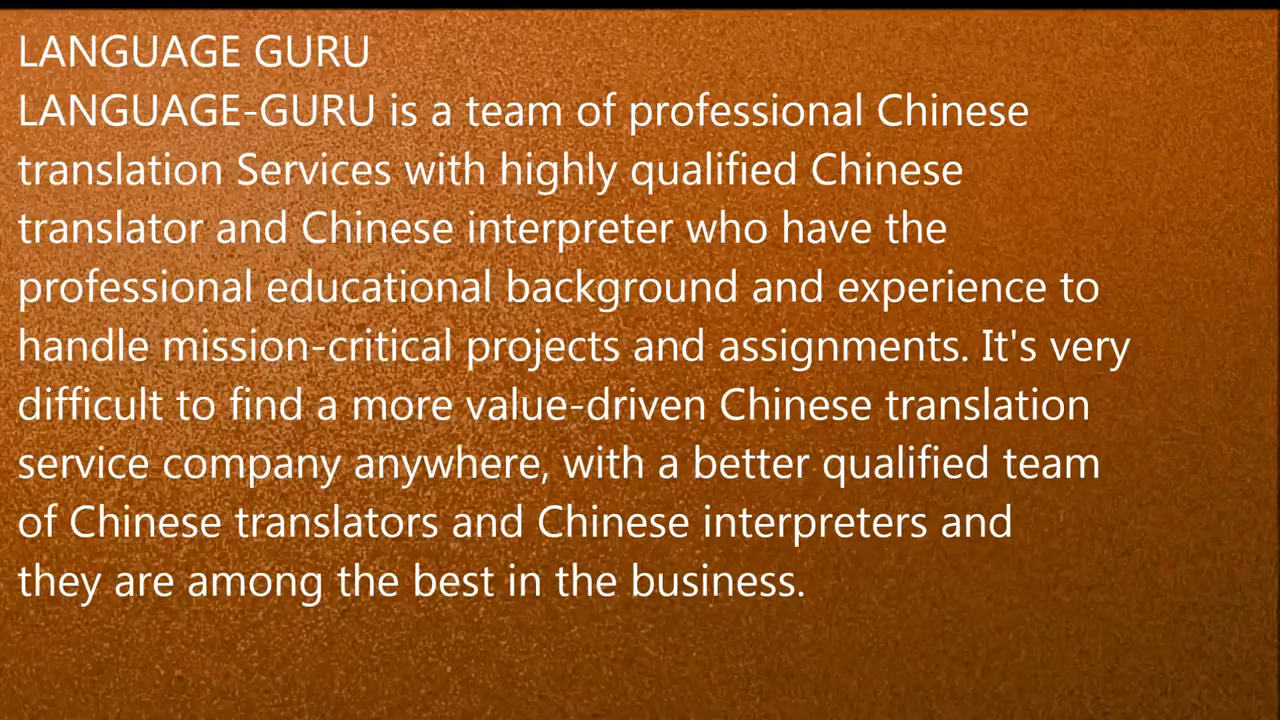 LANGUAGE GURU
LANGUAGE-GURU is a team of professional Chinese
translation Services with highly qualified Chinese
translator and Chinese interpreter who have the
professional educational background and experience to
handle mission-critical projects and assignments. It's very
difficult to find a more value-driven Chinese translation
service company anywhere, with a better qualified team
of Chinese translators and Chinese interpreters and
they are among the best in the business.